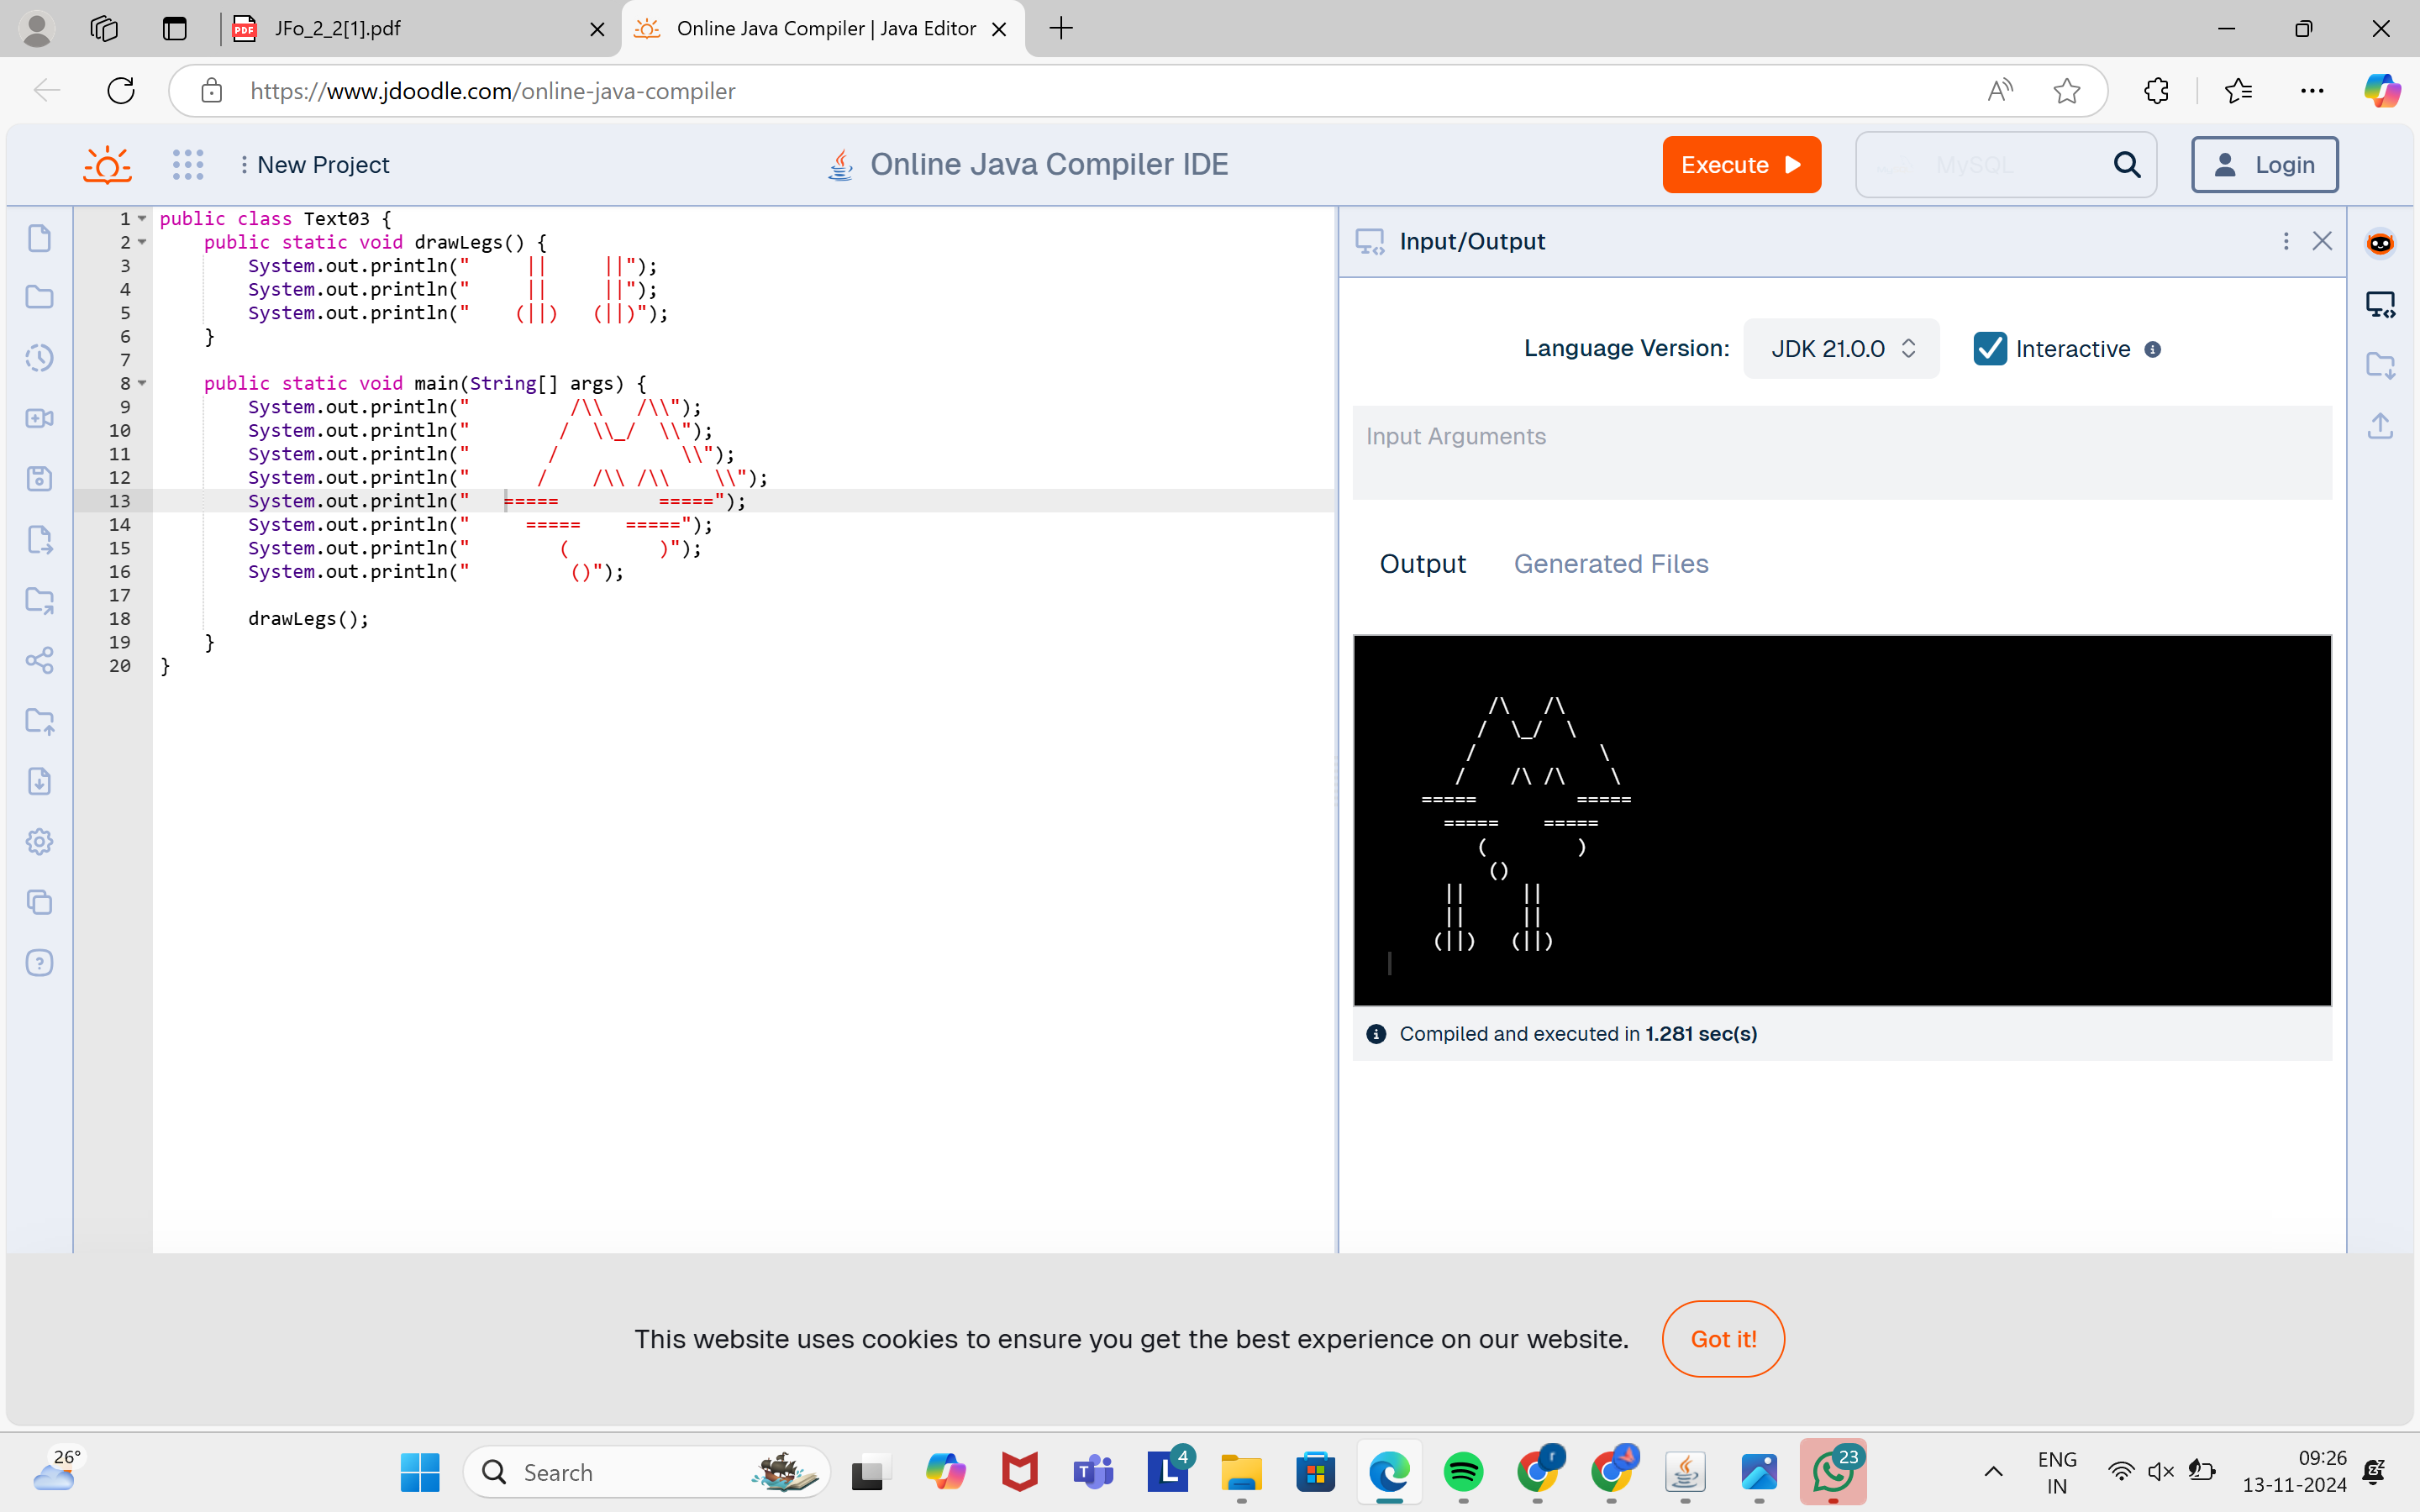 JFo_2_2[1].pdf
Online Java Compiler | Java Editor
https://www.jdoodle.com/online-java-compiler
New Project
Online Java Compiler IDE
Execute
MySQL
Login
1 public class Text03 {
2     public static void drawLegs() {
3         System.out.println("     ||     ||");
4         System.out.println("     ||     ||");
5         System.out.println("    (||)   (||)");
6     }
7
8     public static void main(String[] args) {
9         System.out.println("         /\\   /\\");
10         System.out.println("        /  \\_/  \\");
11         System.out.println("       /           \\");
12         System.out.println("      /    /\\ /\\    \\");
13         System.out.println("   =====         =====");
14         System.out.println("     =====    =====");
15         System.out.println("        (        )");
16         System.out.println("         ()");
17
18         drawLegs();
19     }
20 }
Input/Output
Language Version:
JDK 21.0.0
Interactive
Input Arguments
Output
Generated Files
         /\   /\
        /  \_/  \
       /           \
      /    /\ /\    \
   =====         =====
     =====    =====
        (        )
         ()
     ||     ||
     ||     ||
    (||)   (||)
Compiled and executed in 1.281 sec(s)
This website uses cookies to ensure you get the best experience on our website.
Got it!
26°
Search
4
23
ENG
IN
09:26
13-11-2024